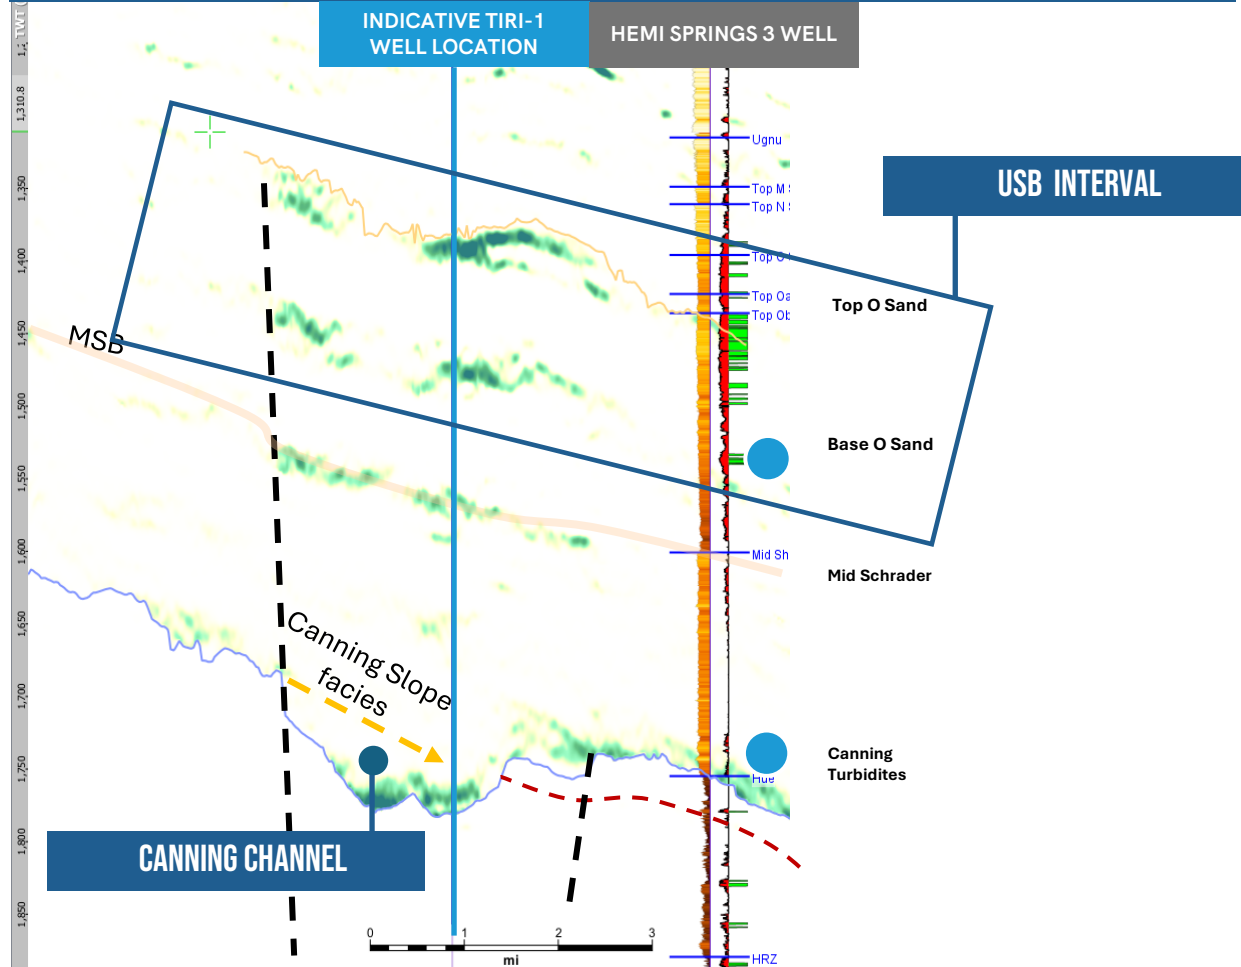 TWT (
INDICATIVE TIRI-1
WELL LOCATION
HEMI SPRINGS 3 WELL
1,310.8
Ugnu
USB INTERVAL
1,350
Top M
Top N
1,400
Top O
Top Oa
Top O Sand
Top Ob
1,450
MSB
1,500
Base O Sand
1,550
1,600
Mid Sh
Mid Schrader
1,650
Canning Slope
facies
1,700
1,750
Canning
Turbidites
Hue
1,800
CANNING CHANNEL
1,850
0 1 2 3
mi
HRZ